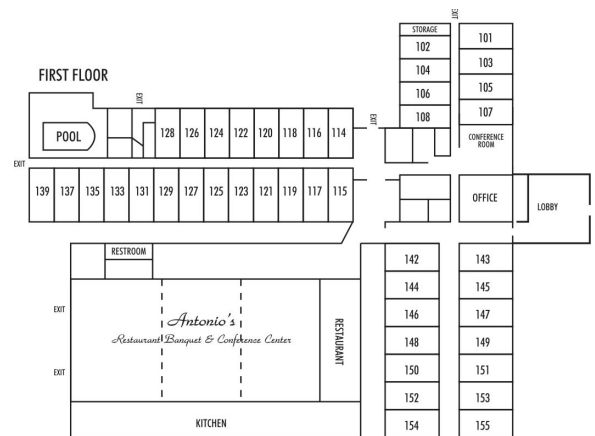 EXIT
STORAGE
101
102
103
FIRST FLOOR
104
105
106
107
EXIT
EXIT
108
POOL
128
126
124
122
120
118
116
114
CONFERENCE
ROOM
EXIT
139
137
135
133
131
129
127
125
123
121
119
117
115
OFFICE
LOBBY
RESTROOM
142
143
144
145
EXIT
Antonio's
Restaurant Banquet & Conference Center
RESTAURANT
146
147
148
149
EXIT
150
151
152
153
KITCHEN
154
155